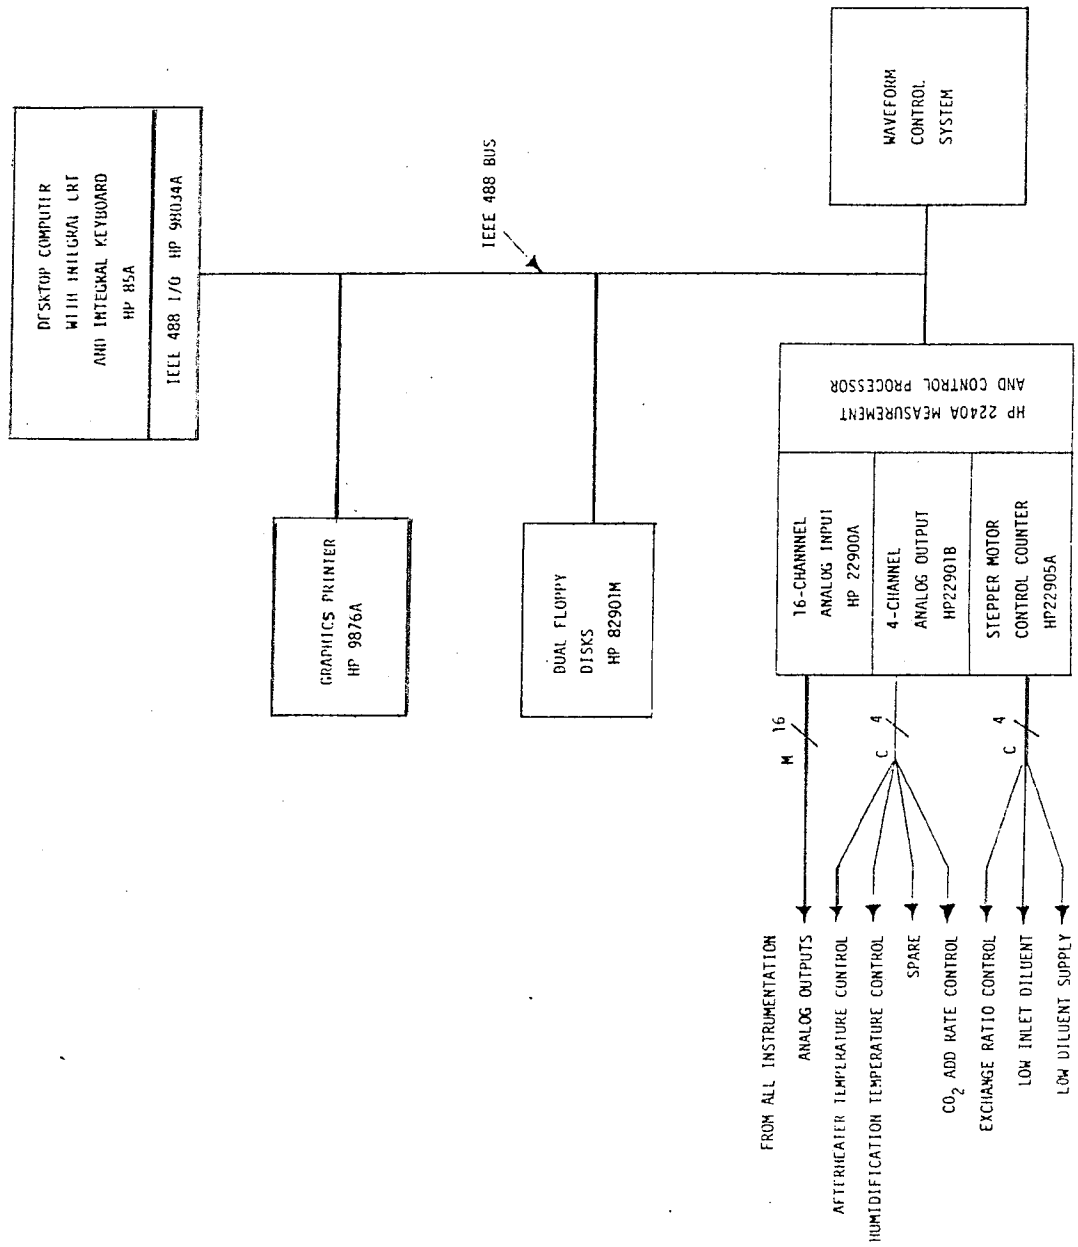 DESKTOP COMPUTER
WITH INTEGRAL CRT
AND INTEGRAL KEYBOARD
HP 85A
IEEE 488 I/O HP 98034A
IEEE 488 BUS
WAVEFORM
CONTROL
SYSTEM
GRAPHICS PRINTER
HP 9876A
DUAL FLOPPY
DISKS
HP 82901M
HP 2240A MEASUREMENT
AND CONTROL PROCESSOR
16-CHANNNEL
ANALOG INPUT
HP 22900A
4-CHANNEL
ANALOG OUTPUT
HP22901B
STEPPER MOTOR
CONTROL COUNTER
HP22905A
M 16
C 4
C 4
FROM ALL INSTRUMENTATION
ANALOG OUTPUTS
AFTERHEATER TEMPERATURE CONTROL
HUMIDIFICATION TEMPERATURE CONTROL
SPARE
CO2 ADD RATE CONTROL
EXCHANGE RATIO CONTROL
LOW INLET DILUENT
LOW DILUENT SUPPLY